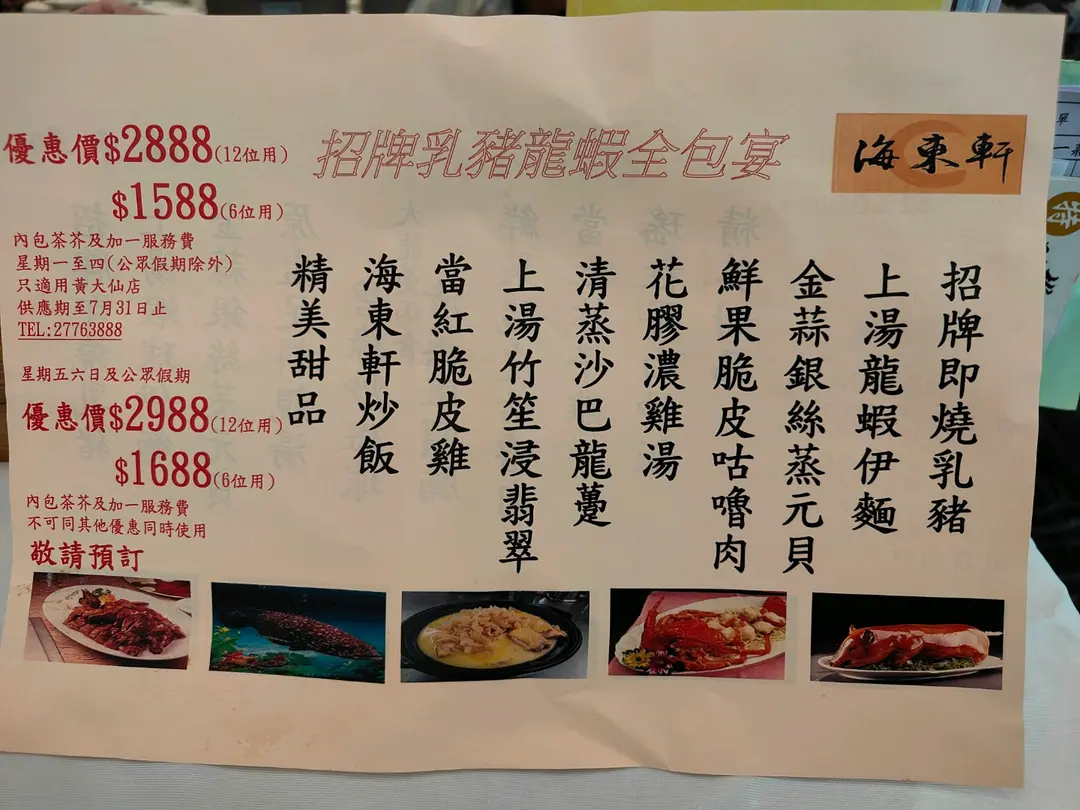 招牌乳豬龍蝦全包宴
海東軒
優惠價$2888(12位用)
$1588(6位用)
內包茶芥及加一服務費
星期一至四(公眾假期除外)
只適用黃大仙店
供應期至7月31日止
TEL:27763888
星期五六日及公眾假期
優惠價$2988(12位用)
$1688(6位用)
內包茶芥及加一服務費
不可同其他優惠同時使用
敬請預訂
招牌即燒乳豬
上湯龍蝦伊麵
金蒜銀絲蒸元貝
鮮果脆皮咕嚕肉
花膠濃雞湯
清蒸沙巴龍躉
上湯竹笙浸翡翠
當紅脆皮雞
海東軒炒飯
精美甜品